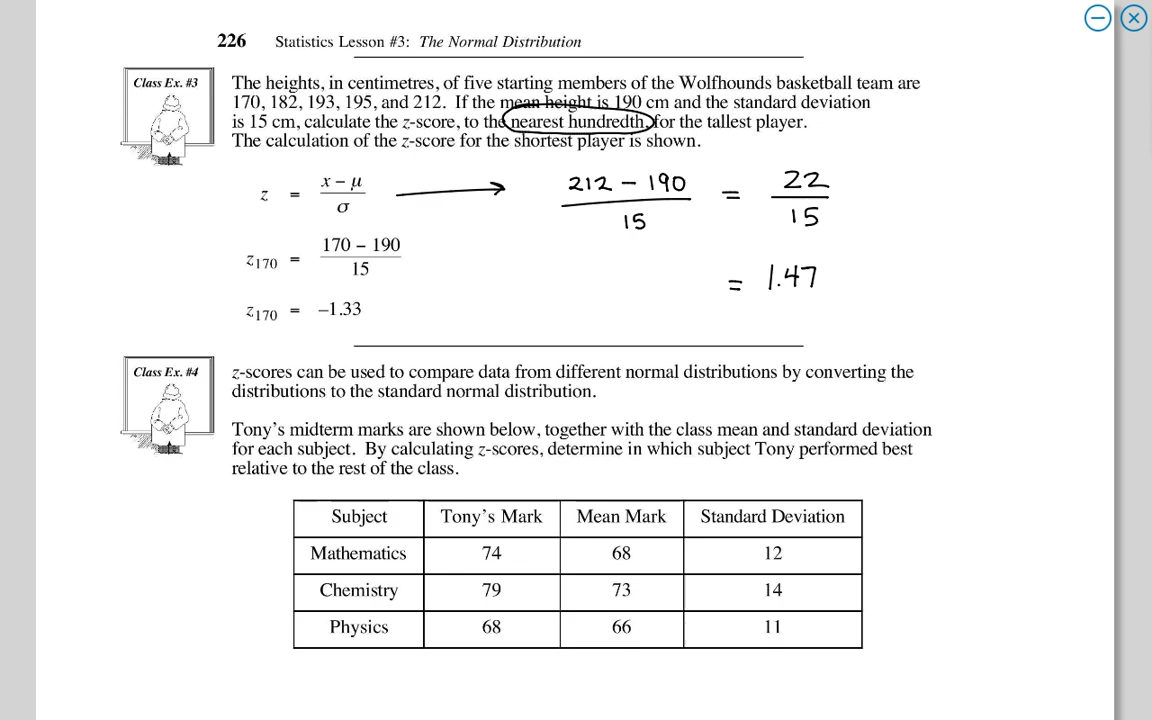 226 Statistics Lesson #3: The Normal Distribution
Class Ex. #3
The heights, in centimetres, of five starting members of the Wolfhounds basketball team are
170, 182, 193, 195, and 212. If the mean height is 190 cm and the standard deviation
is 15 cm, calculate the z-score, to the nearest hundredth, for the tallest player.
The calculation of the z-score for the shortest player is shown.
z = (x − μ)/σ → (212 − 190)/15 = 22/15
z₁₇₀ = (170 − 190)/15
= 1.47
z₁₇₀ = −1.33
Class Ex. #4
z-scores can be used to compare data from different normal distributions by converting the
distributions to the standard normal distribution.
Tony's midterm marks are shown below, together with the class mean and standard deviation
for each subject. By calculating z-scores, determine in which subject Tony performed best
relative to the rest of the class.
Subject Tony's Mark Mean Mark Standard Deviation
Mathematics 74 68 12
Chemistry 79 73 14
Physics 68 66 11